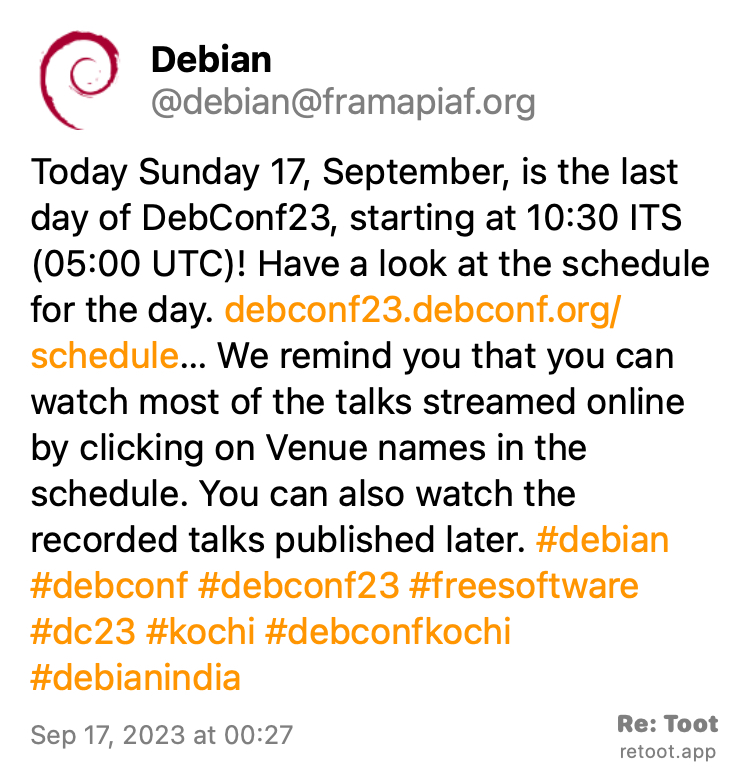 Debian
@debian@framapiaf.org
Today Sunday 17, September, is the last
day of DebConf23, starting at 10:30 ITS
(05:00 UTC)! Have a look at the schedule
for the day. debconf23.debconf.org/
schedule... We remind you that you can
watch most of the talks streamed online
by clicking on Venue names in the
schedule. You can also watch the
recorded talks published later. #debian
#debconf #debconf23 #freesoftware
#dc23 #kochi #debconfkochi
#debianindia
Sep 17, 2023 at 00:27
Re: Toot
retoot.app